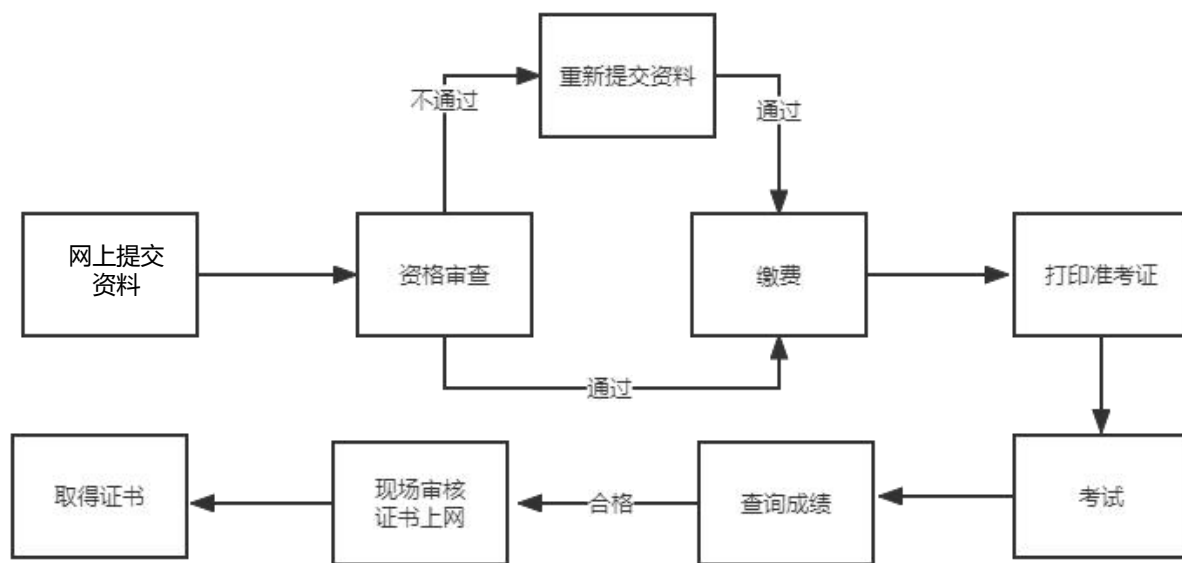 重新提交资料
不通过
通过
网上提交
资料
资格审查
缴费
打印准考证
通过
取得证书
现场审核
证书上网
合格
查询成绩
考试